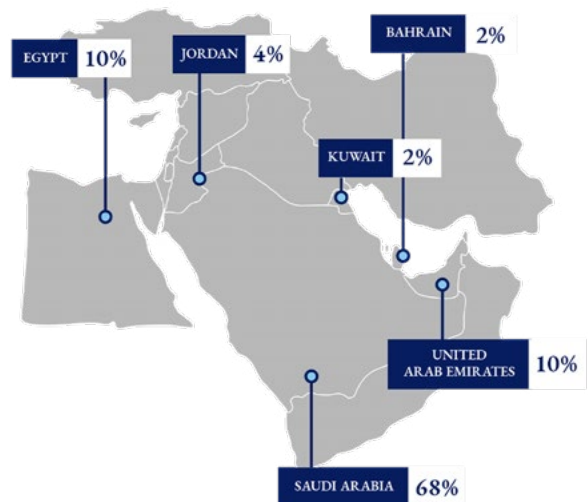 BAHRAIN 2%
EGYPT 10%
JORDAN 4%
KUWAIT 2%
UNITED
ARAB EMIRATES 10%
SAUDI ARABIA 68%